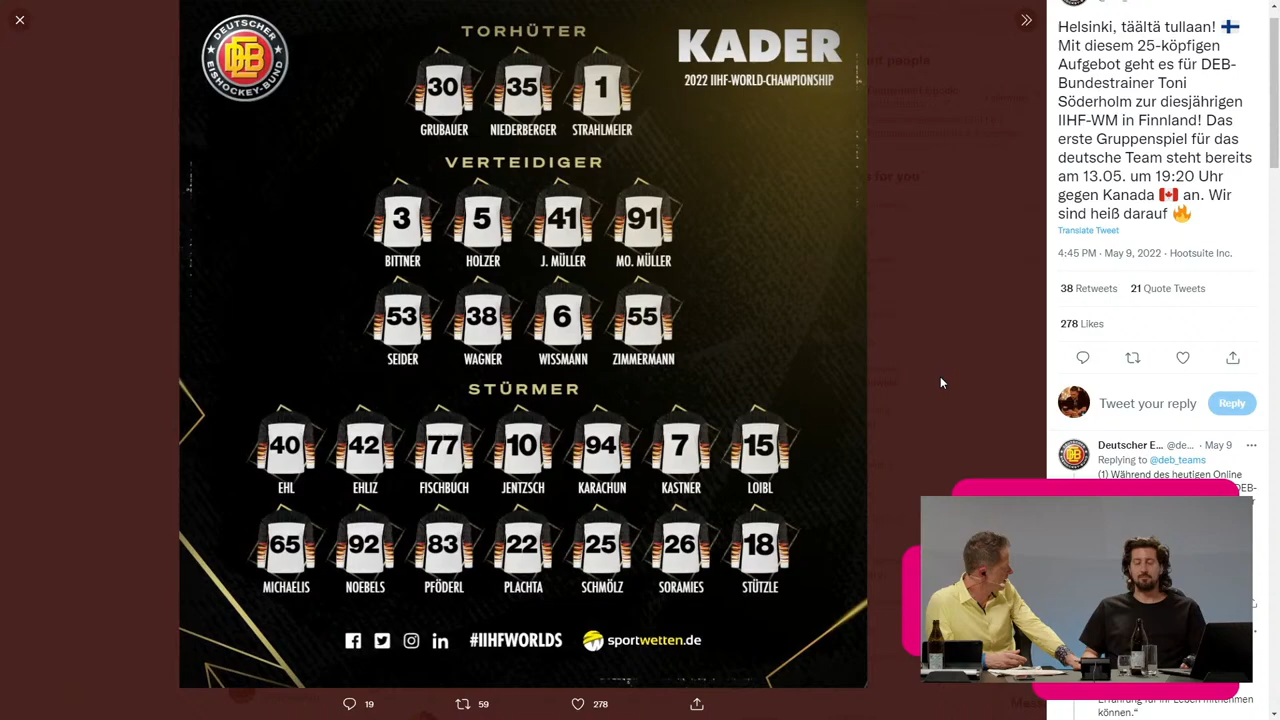 DEUTSCHER
DEB
EISHOCKEY-BUND
KADER
2022 IIHF-WORLD-CHAMPIONSHIP
TORHÜTER
30 35 1
GRUBAUER NIEDERBERGER STRAHLMEIER
VERTEIDIGER
3 5 41 91
BITTNER HOLZER J. MÜLLER MO. MÜLLER
53 38 6 55
SEIDER WAGNER WISSMANN ZIMMERMANN
STÜRMER
40 42 77 10 94 7 15
EHL EHLIZ FISCHBUCH JENTZSCH KARACHUN KASTNER LOIBL
65 92 83 22 25 26 18
MICHAELIS NOEBELS PFÖDERL PLACHTA SCHMÖLZ SORAMIES STÜTZLE
#IIHFWORLDS sportwetten.de
19 59 278
Helsinki, täältä tullaan! 🇫🇮
Mit diesem 25-köpfigen
Aufgebot geht es für DEB-
Bundestrainer Toni
Söderholm zur diesjährigen
IIHF-WM in Finnland! Das
erste Gruppenspiel für das
deutsche Team steht bereits
am 13.05. um 19:20 Uhr
gegen Kanada 🇨🇦 an. Wir
sind heiß darauf 🔥
Translate Tweet
4:45 PM · May 9, 2022 · Hootsuite Inc.
38 Retweets 21 Quote Tweets
278 Likes
Tweet your reply Reply
Deutscher E... @de... · May 9
Replying to @deb_teams
(1) Während des heutigen Online
DEB-
können."